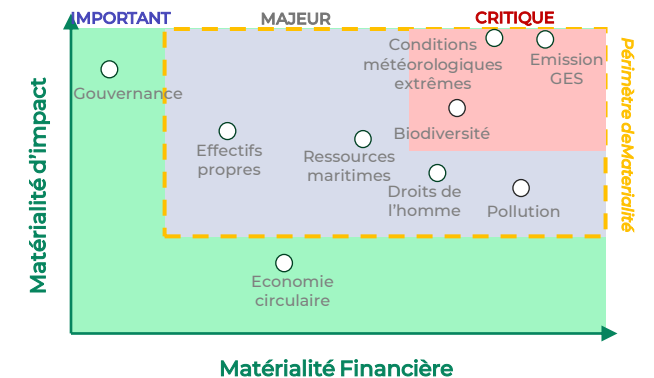 IMPORTANT
MAJEUR
CRITIQUE
Conditions
météorologiques
extrêmes
Emission
GES
Gouvernance
Biodiversité
Effectifs
propres
Ressources
maritimes
Droits de
l'homme
Pollution
Economie
circulaire
Périmètre deMaterialité
Matérialité d'impact
Matérialité Financière